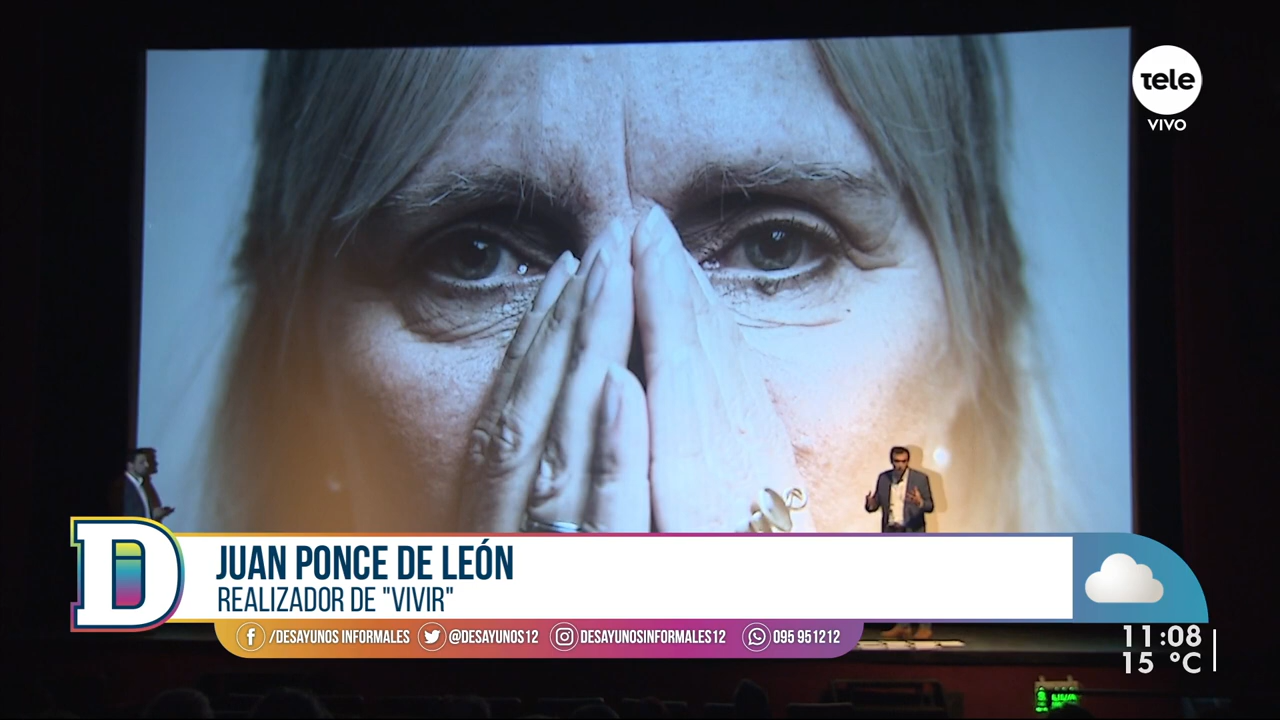 tele
VIVO
D
JUAN PONCE DE LEÓN
REALIZADOR DE "VIVIR"
/DESAYUNOS INFORMALES @DESAYUNOS12 DESAYUNOSINFORMALES12 095 951212
11:08
15 °C